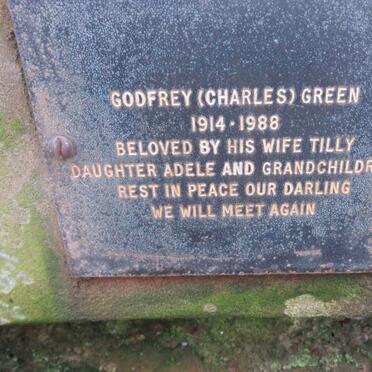 GODFREY (CHARLES) GREEN
1914 · 1988
BELOVED BY HIS WIFE TILLY
DAUGHTER ADELE AND GRANDCHILDR
REST IN PEACE OUR DARLING
WE WILL MEET AGAIN